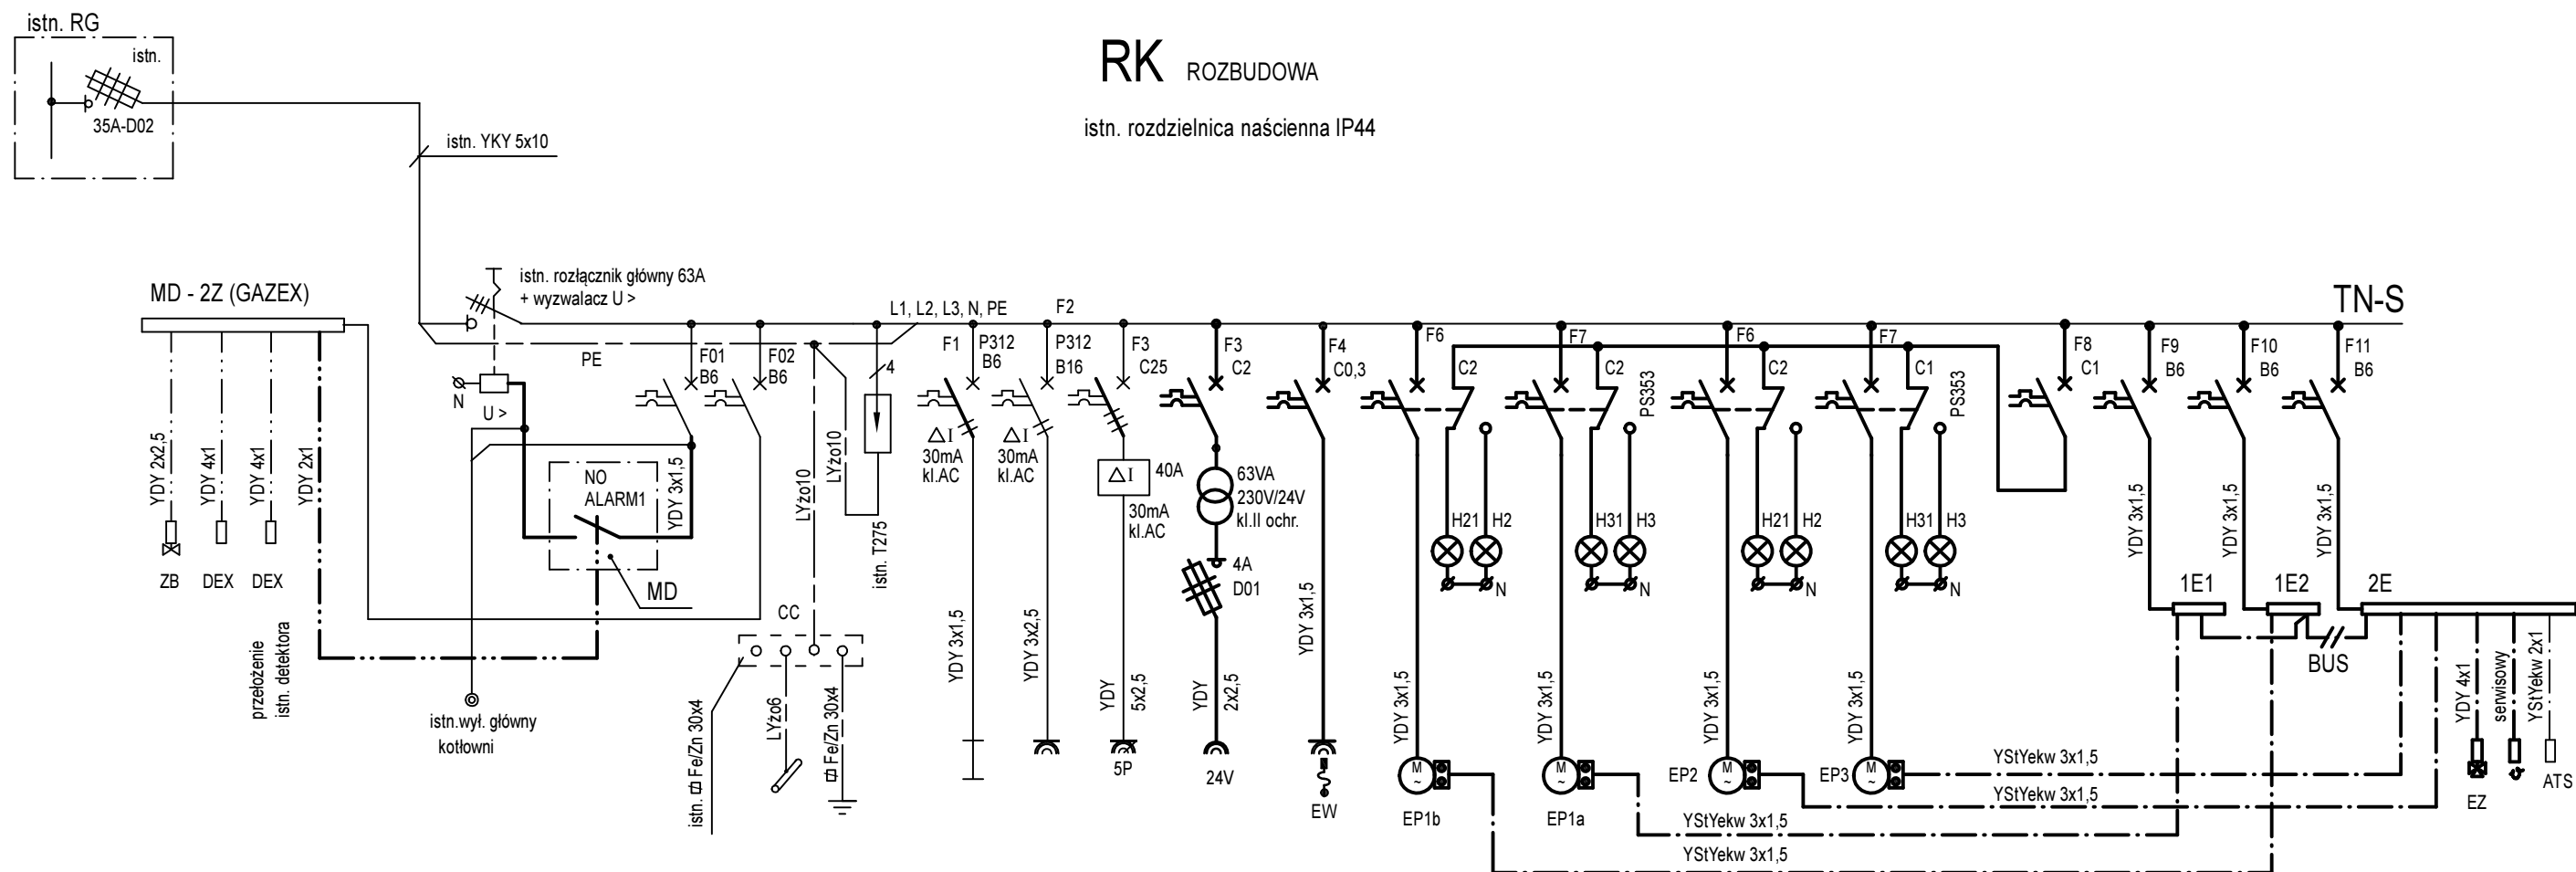 istn. RG
istn.
35A-D02
RK ROZBUDOWA
istn. rozdzielnica naścienna IP44
istn. YKY 5x10
istn. rozłącznik główny 63A
+ wyzwalacz U >
MD - 2Z (GAZEX)
L1, L2, L3, N, PE
TN-S
PE
N
U >
F01
B6
F02
B6
4
F1
P312
B6
F2
P312
B16
F3
C25
F3
C2
F4
C0,3
F6
C2
F7
C2
PS353
F6
C2
F7
C1
PS353
F8
C1
F9
B6
F10
B6
F11
B6
YDY 2x2,5
YDY 4x1
YDY 4x1
YDY 2x1
ZB
DEX
DEX
przełożenie
istn. detektora
NO
ALARM1
YDY 3x1,5
MD
istn.wył. główny
kotłowni
LYżo10
LYżo10
istn. T275
CC
istn. Fe/Zn 30x4
LYżo6
Fe/Zn 30x4
ΔI
30mA
kl.AC
ΔI
30mA
kl.AC
ΔI
40A
30mA
kl.AC
63VA
230V/24V
kl.II ochr.
4A
D01
YDY 3x1,5
YDY 3x2,5
YDY
5x2,5
5P
YDY
2x2,5
24V
YDY 3x1,5
EW
H21
H2
N
H31
H3
N
H21
H2
N
H31
H3
N
YDY 3x1,5
M
~
EP1b
YDY 3x1,5
M
~
EP1a
YDY 3x1,5
EP2
M
~
YDY 3x1,5
EP3
M
~
YDY 3x1,5
YDY 3x1,5
YDY 3x1,5
1E1
1E2
2E
BUS
YStYekw 3x1,5
YStYekw 3x1,5
YStYekw 3x1,5
YStYekw 3x1,5
YDY 4x1
serwisowy
YStYekw 2x1
EZ
ATS